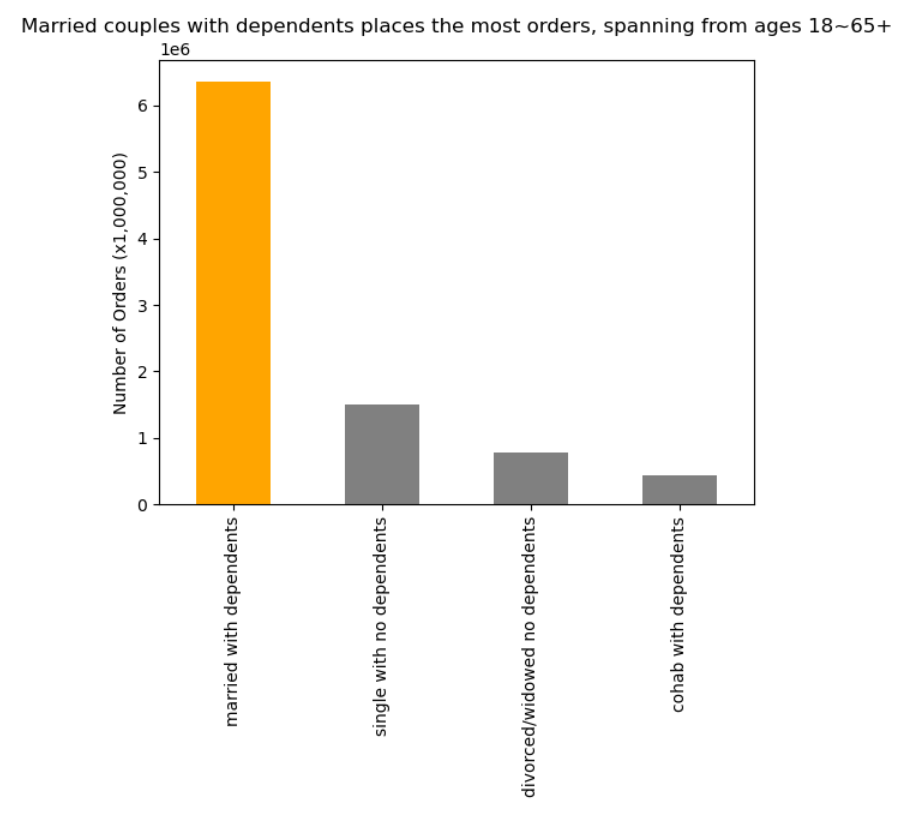 Married couples with dependents places the most orders, spanning from ages 18~65+
1e6
Number of Orders (x1,000,000)
6
5
4
3
2
1
0
married with dependents
single with no dependents
divorced/widowed no dependents
cohab with dependents